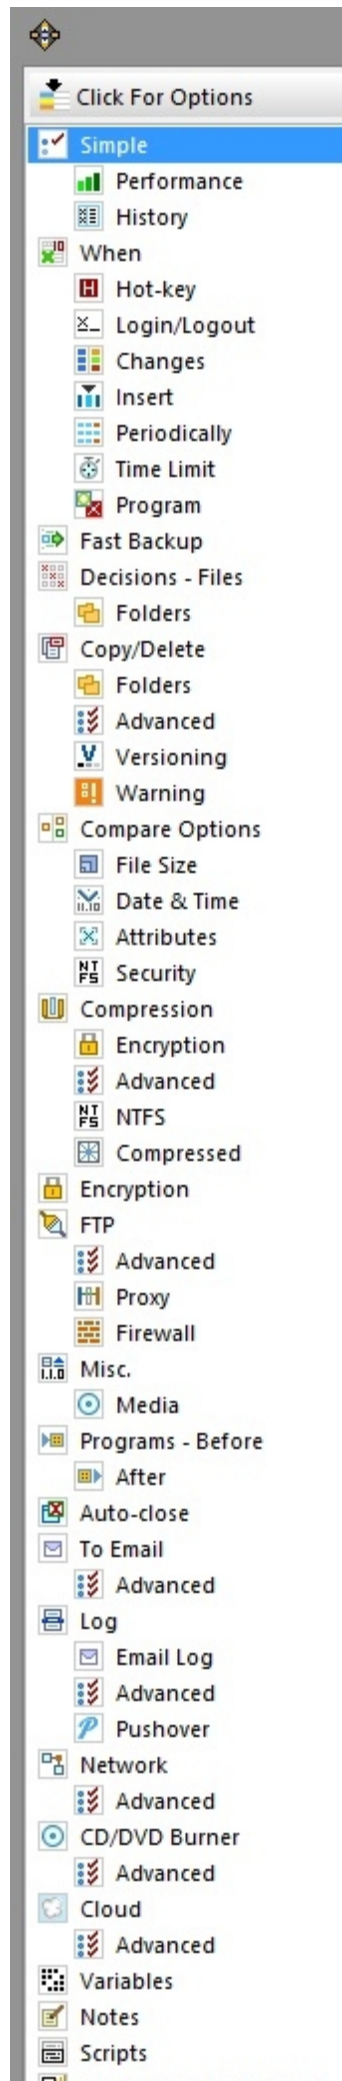 Click For Options
Simple
Performance
History
When
Hot-key
Login/Logout
Changes
Insert
Periodically
Time Limit
Program
Fast Backup
Decisions - Files
Folders
Copy/Delete
Folders
Advanced
Versioning
Warning
Compare Options
File Size
Date & Time
Attributes
Security
Compression
Encryption
Advanced
NTFS
Compressed
Encryption
FTP
Advanced
Proxy
Firewall
Misc.
Media
Programs - Before
After
Auto-close
To Email
Advanced
Log
Email Log
Advanced
Pushover
Network
Advanced
CD/DVD Burner
Advanced
Cloud
Advanced
Variables
Notes
Scripts